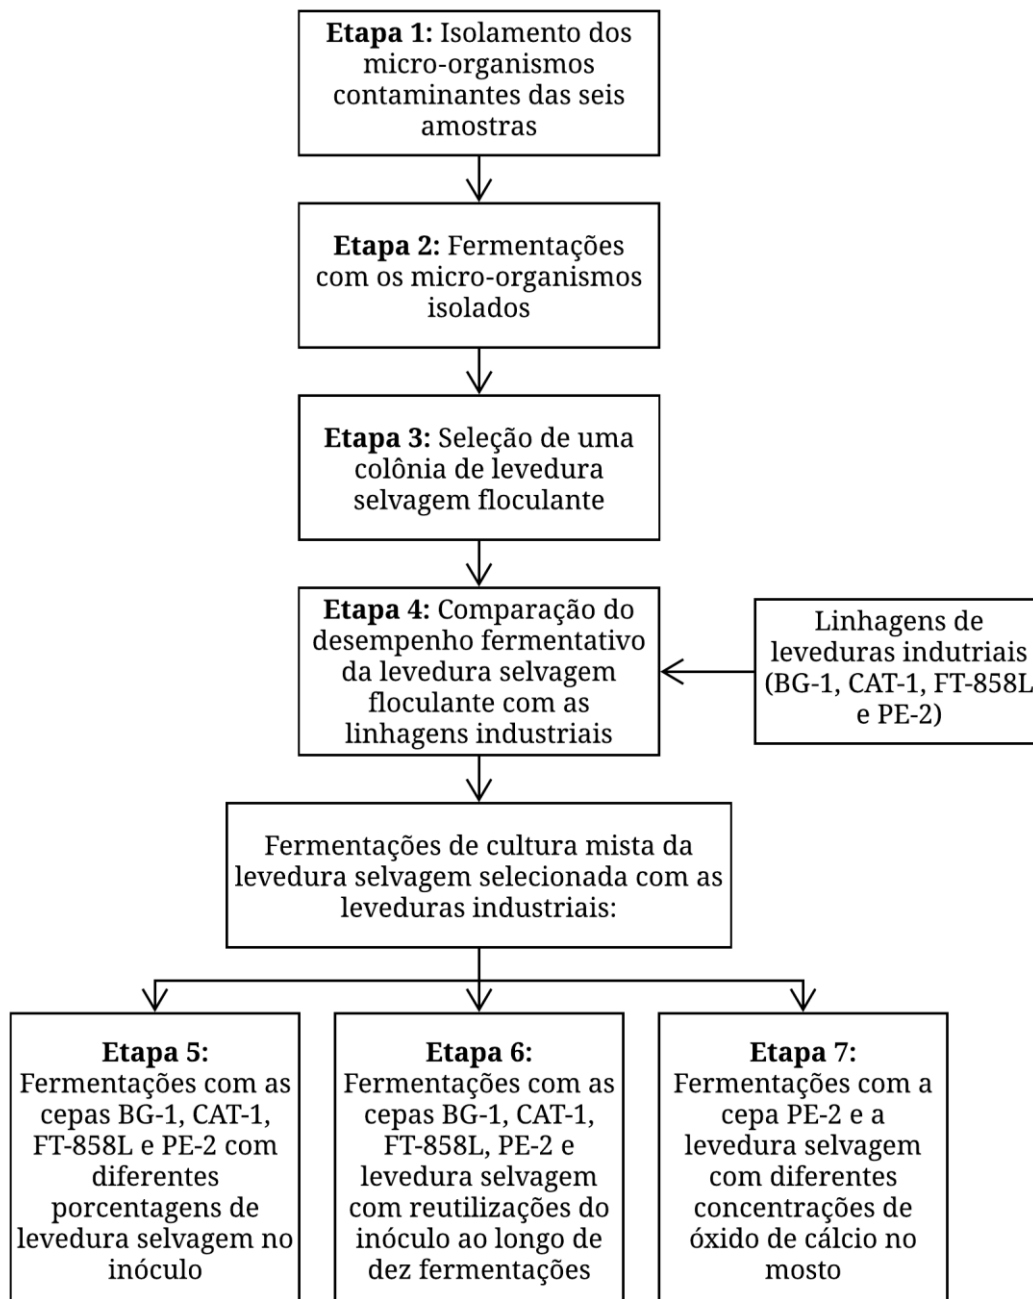 Etapa 1: Isolamento dos
micro-organismos
contaminantes das seis
amostras
Etapa 2: Fermentações
com os micro-organismos
isolados
Etapa 3: Seleção de uma
colônia de levedura
selvagem floculante
Etapa 4: Comparação do
desempenho fermentativo
da levedura selvagem
floculante com as
linhagens industriais
Linhagens de
leveduras indutriais
(BG-1, CAT-1, FT-858L
e PE-2)
Fermentações de cultura mista da
levedura selvagem selecionada com as
leveduras industriais:
Etapa 5:
Fermentações com as
cepas BG-1, CAT-1,
FT-858L e PE-2 com
diferentes
porcentagens de
levedura selvagem no
inóculo
Etapa 6:
Fermentações com as
cepas BG-1, CAT-1,
FT-858L, PE-2 e
levedura selvagem
com reutilizações do
inóculo ao longo de
dez fermentações
Etapa 7:
Fermentações com a
cepa PE-2 e a
levedura selvagem
com diferentes
concentrações de
óxido de cálcio no
mosto